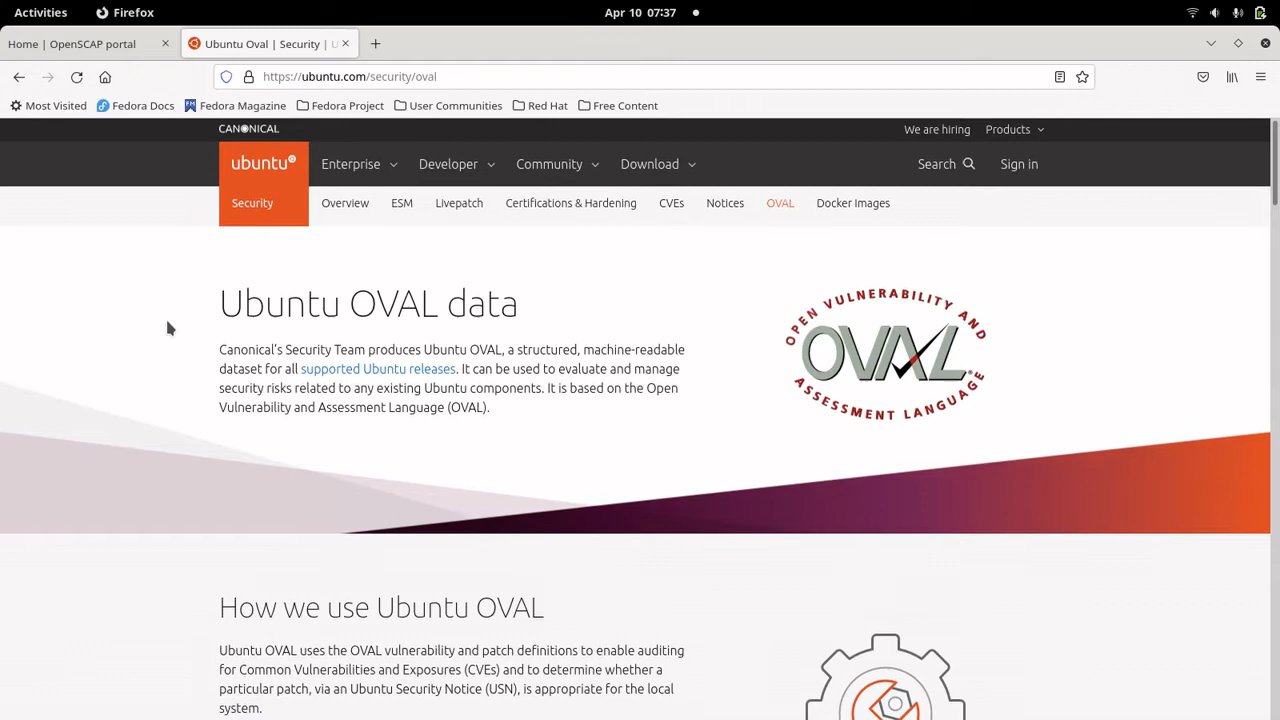 Activities
Firefox
Apr 10 07:37
Home | OpenSCAP portal
Ubuntu Oval | Security | U
https://ubuntu.com/security/oval
Most Visited
Fedora Docs
Fedora Magazine
Fedora Project
User Communities
Red Hat
Free Content
CANONICAL
We are hiring
Products
ubuntu®
Enterprise
Developer
Community
Download
Search
Sign in
Security
Overview
ESM
Livepatch
Certifications & Hardening
CVEs
Notices
OVAL
Docker Images
Ubuntu OVAL data
Canonical's Security Team produces Ubuntu OVAL, a structured, machine-readable
dataset for all supported Ubuntu releases. It can be used to evaluate and manage
security risks related to any existing Ubuntu components. It is based on the Open
Vulnerability and Assessment Language (OVAL).
OPEN VULNERABILITY AND
OVAL®
ASSESSMENT LANGUAGE
How we use Ubuntu OVAL
Ubuntu OVAL uses the OVAL vulnerability and patch definitions to enable auditing
for Common Vulnerabilities and Exposures (CVEs) and to determine whether a
particular patch, via an Ubuntu Security Notice (USN), is appropriate for the local
system.